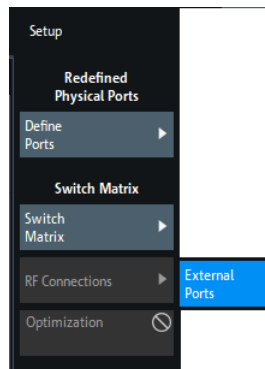 Setup
Redefined
Physical Ports
Define
Ports
Switch Matrix
Switch
Matrix
RF Connections
External
Ports
Optimization